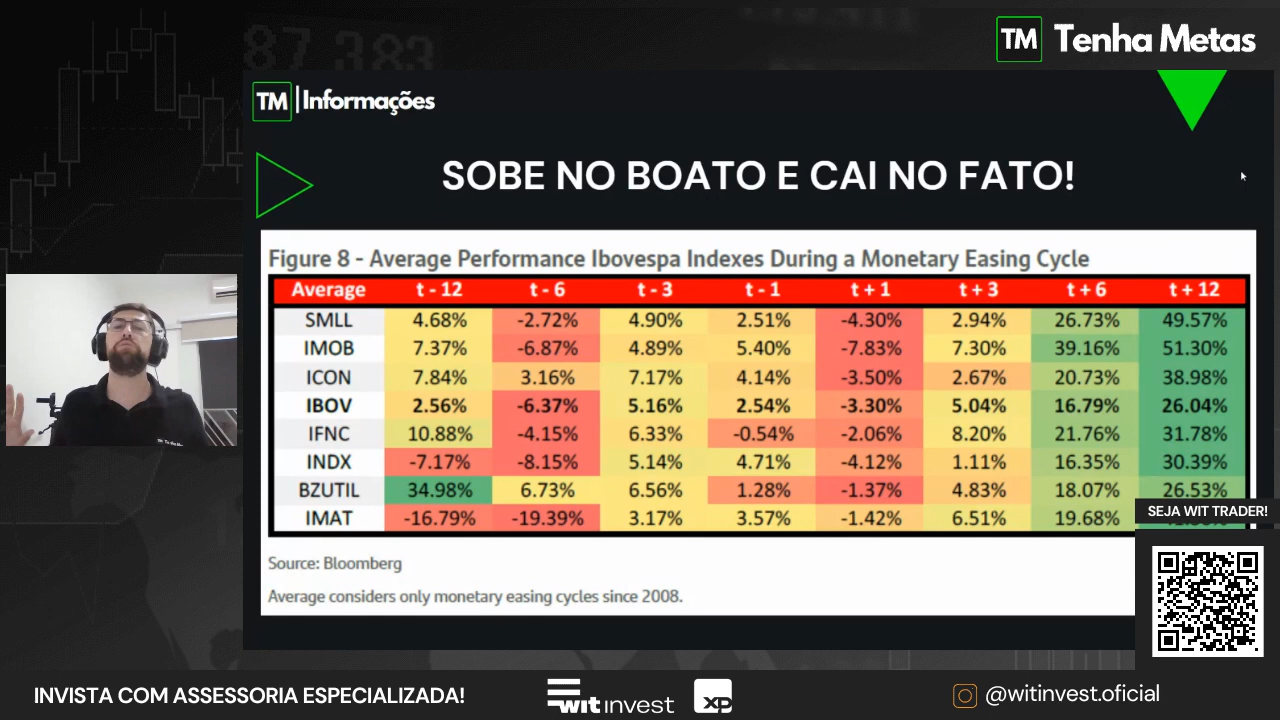 TM Tenha Metas
87.383
TM Informações
SOBE NO BOATO E CAI NO FATO!
Figure 8 - Average Performance Ibovespa Indexes During a Monetary Easing Cycle
Average t - 12 t - 6 t - 3 t - 1 t + 1 t + 3 t + 6 t + 12
SMLL 4.68% -2.72% 4.90% 2.51% -4.30% 2.94% 26.73% 49.57%
IMOB 7.37% -6.87% 4.89% 5.40% -7.83% 7.30% 39.16% 51.30%
ICON 7.84% 3.16% 7.17% 4.14% -3.50% 2.67% 20.73% 38.98%
IBOV 2.56% -6.37% 5.16% 2.54% -3.30% 5.04% 16.79% 26.04%
IFNC 10.88% -4.15% 6.33% -0.54% -2.06% 8.20% 21.76% 31.78%
INDX -7.17% -8.15% 5.14% 4.71% -4.12% 1.11% 16.35% 30.39%
BZUTIL 34.98% 6.73% 6.56% 1.28% -1.37% 4.83% 18.07% 26.53%
IMAT -16.79% -19.39% 3.17% 3.57% -1.42% 6.51% 19.68%
SEJA WIT TRADER!
Source: Bloomberg
Average considers only monetary easing cycles since 2008.
INVISTA COM ASSESSORIA ESPECIALIZADA!
wit invest
XP
@witinvest.oficial